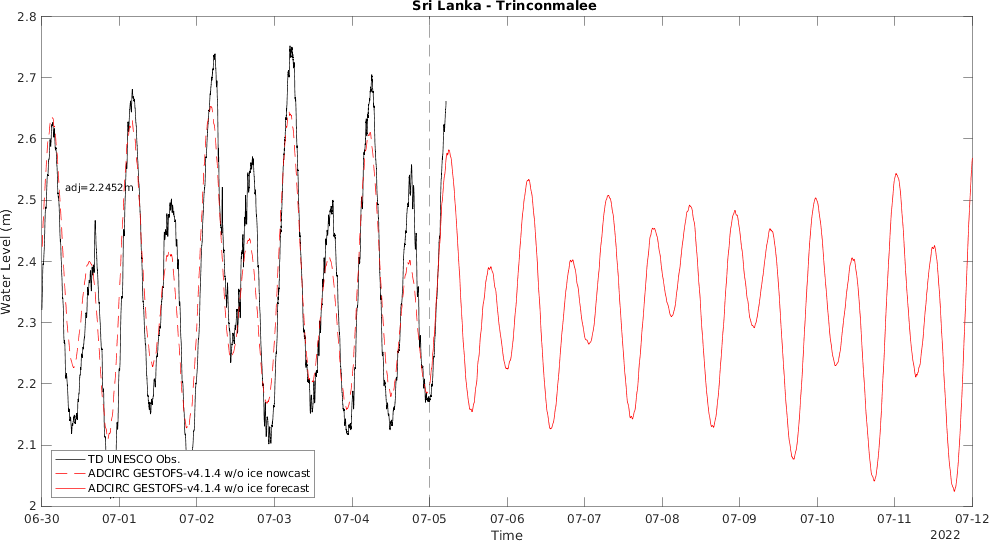 Sri Lanka - Trinconmalee
2.8
2.7
2.6
2.5
2.4
2.3
2.2
2.1
2
Water Level (m)
adj=2.2452m
TD UNESCO Obs.
ADCIRC GESTOFS-v4.1.4 w/o ice nowcast
ADCIRC GESTOFS-v4.1.4 w/o ice forecast
06-30 07-01 07-02 07-03 07-04 07-05 07-06 07-07 07-08 07-09 07-10 07-11 07-12
Time
2022